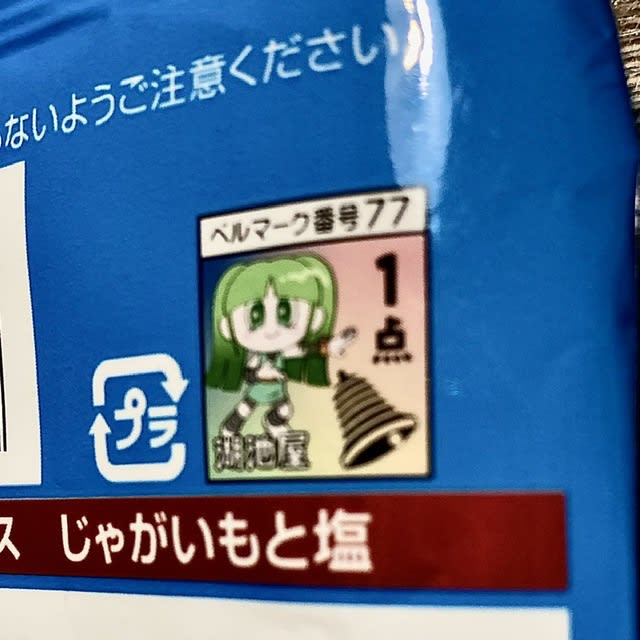 ないようご注意ください。
ベルマーク番号77
1点
湖池屋
プラ
ス じゃがいもと塩